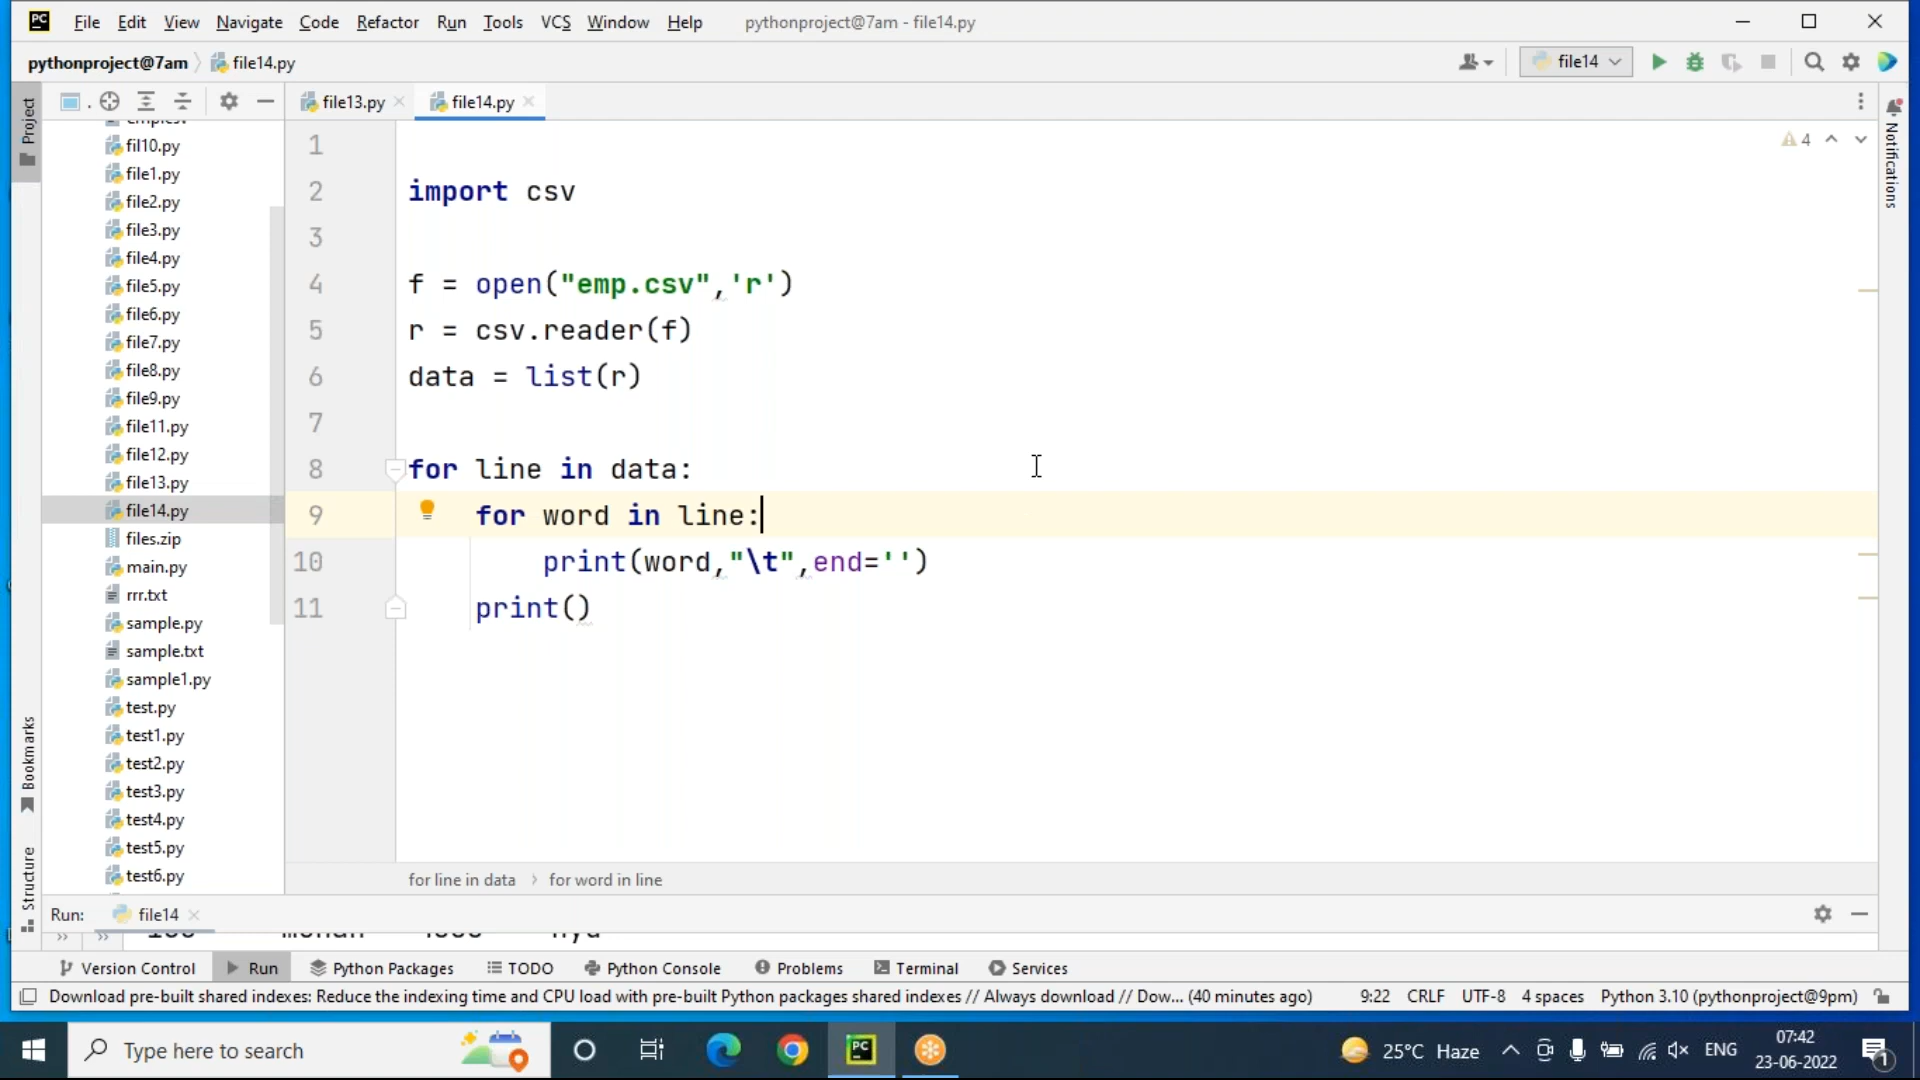 PC File Edit View Navigate Code Refactor Run Tools VCS Window Help pythonproject@7am - file14.py
pythonproject@7am file14.py file14
Project
file13.py file14.py
fil10.py
file1.py
file2.py
file3.py
file4.py
file5.py
file6.py
file7.py
file8.py
file9.py
file11.py
file12.py
file13.py
file14.py
files.zip
main.py
rrr.txt
sample.py
sample.txt
sample1.py
test.py
test1.py
test2.py
test3.py
test4.py
test5.py
test6.py
1
2 import csv
3
4 f = open("emp.csv",'r')
5 r = csv.reader(f)
6 data = list(r)
7
8 for line in data:
9 for word in line:
10 print(word,"\t",end='')
11 print()
4
Notifications
Bookmarks
Structure
for line in data > for word in line
Run: file14
Version Control Run Python Packages TODO Python Console Problems Terminal Services
Download pre-built shared indexes: Reduce the indexing time and CPU load with pre-built Python packages shared indexes // Always download // Dow... (40 minutes ago) 9:22 CRLF UTF-8 4 spaces Python 3.10 (pythonproject@9pm)
Type here to search PC 25°C Haze ENG 07:42
23-06-2022
1